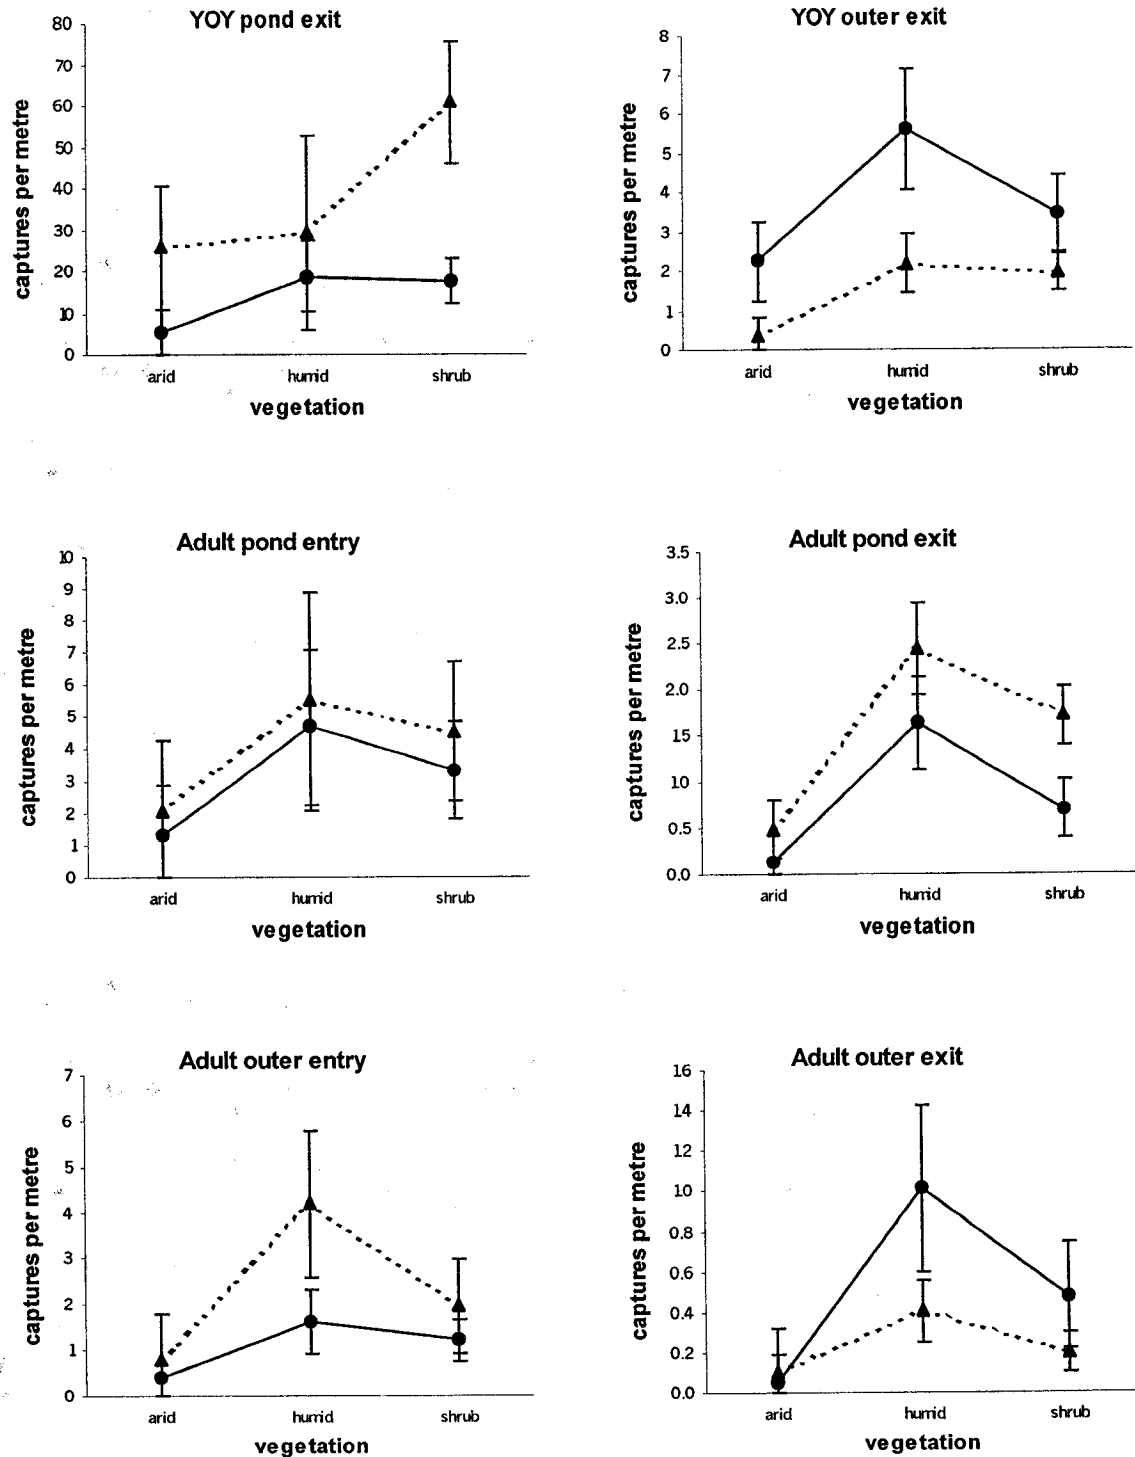 YOY pond exit
80
70
60
50
40
30
20
10
0
captures per metre
arid humid shrub
vegetation
YOY outer exit
8
7
6
5
4
3
2
1
0
captures per metre
arid humid shrub
vegetation
Adult pond entry
10
9
8
7
6
5
4
3
2
1
0
captures per metre
arid humid shrub
vegetation
Adult pond exit
3.5
3.0
2.5
2.0
1.5
1.0
0.5
0.0
captures per metre
arid humid shrub
vegetation
Adult outer entry
7
6
5
4
3
2
1
0
captures per metre
arid humid shrub
vegetation
Adult outer exit
1.6
1.4
1.2
1.0
0.8
0.6
0.4
0.2
0.0
captures per metre
arid humid shrub
vegetation